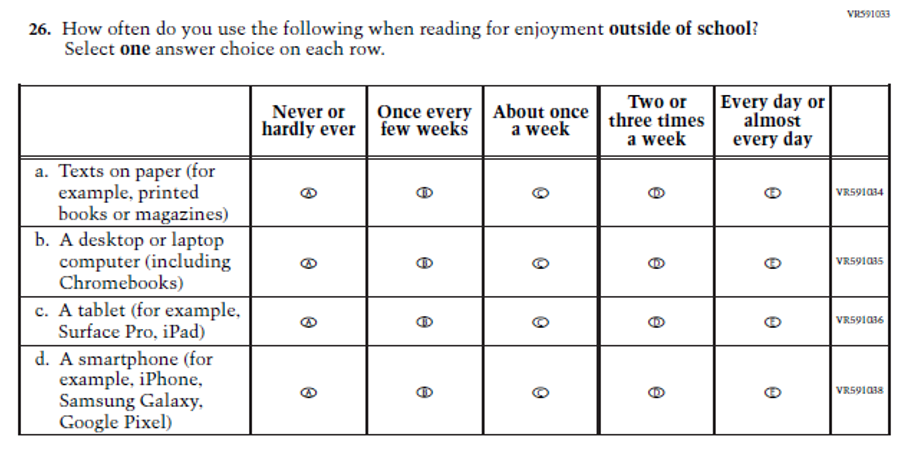 VR591033
26. How often do you use the following when reading for enjoyment outside of school?
Select one answer choice on each row.
Never or
hardly ever
Once every
few weeks
About once
a week
Two or
three times
a week
Every day or
almost
every day
a. Texts on paper (for
example, printed
books or magazines)
A B C D E
VR591034
b. A desktop or laptop
computer (including
Chromebooks)
A B C D E
VR591035
c. A tablet (for example,
Surface Pro, iPad)
A B C D E
VR591036
d. A smartphone (for
example, iPhone,
Samsung Galaxy,
Google Pixel)
A B C D E
VR591038